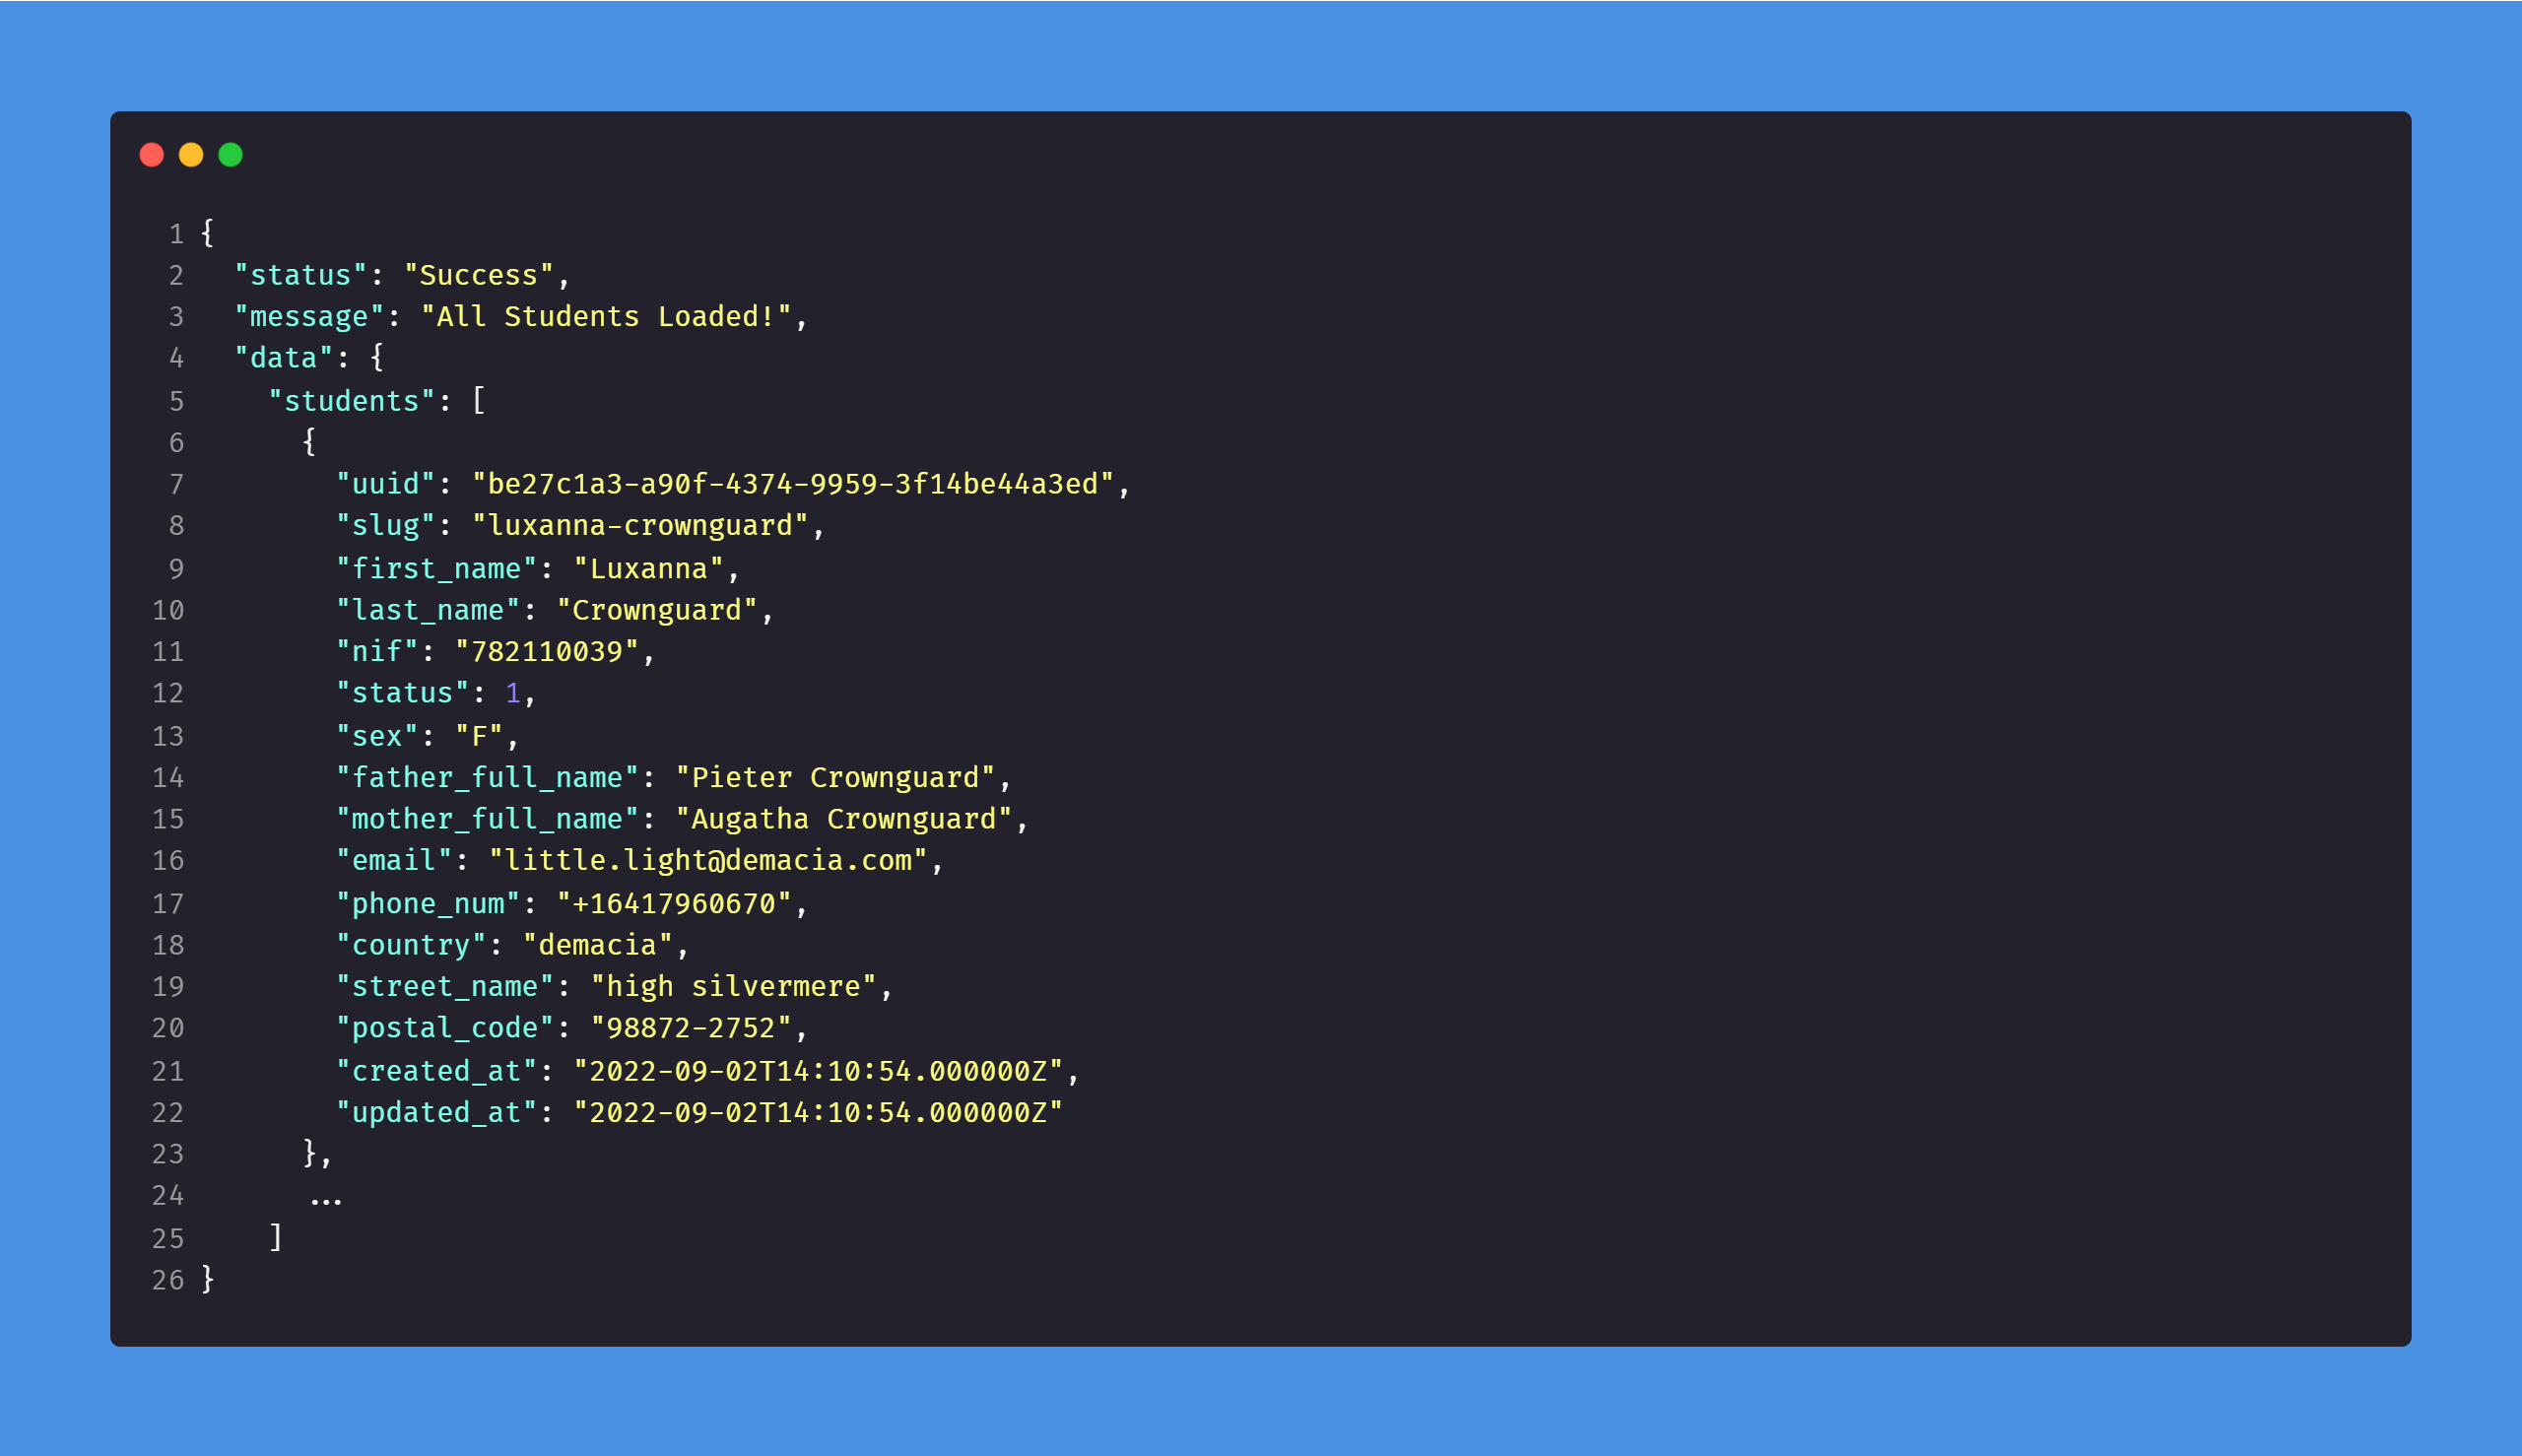 1 {
2   "status": "Success",
3   "message": "All Students Loaded!",
4   "data": {
5     "students": [
6       {
7         "uuid": "be27c1a3-a90f-4374-9959-3f14be44a3ed",
8         "slug": "luxanna-crownguard",
9         "first_name": "Luxanna",
10         "last_name": "Crownguard",
11         "nif": "782110039",
12         "status": 1,
13         "sex": "F",
14         "father_full_name": "Pieter Crownguard",
15         "mother_full_name": "Augatha Crownguard",
16         "email": "little.light@demacia.com",
17         "phone_num": "+16417960670",
18         "country": "demacia",
19         "street_name": "high silvermere",
20         "postal_code": "98872-2752",
21         "created_at": "2022-09-02T14:10:54.000000Z",
22         "updated_at": "2022-09-02T14:10:54.000000Z"
23       },
24       ...
25     ]
26 }